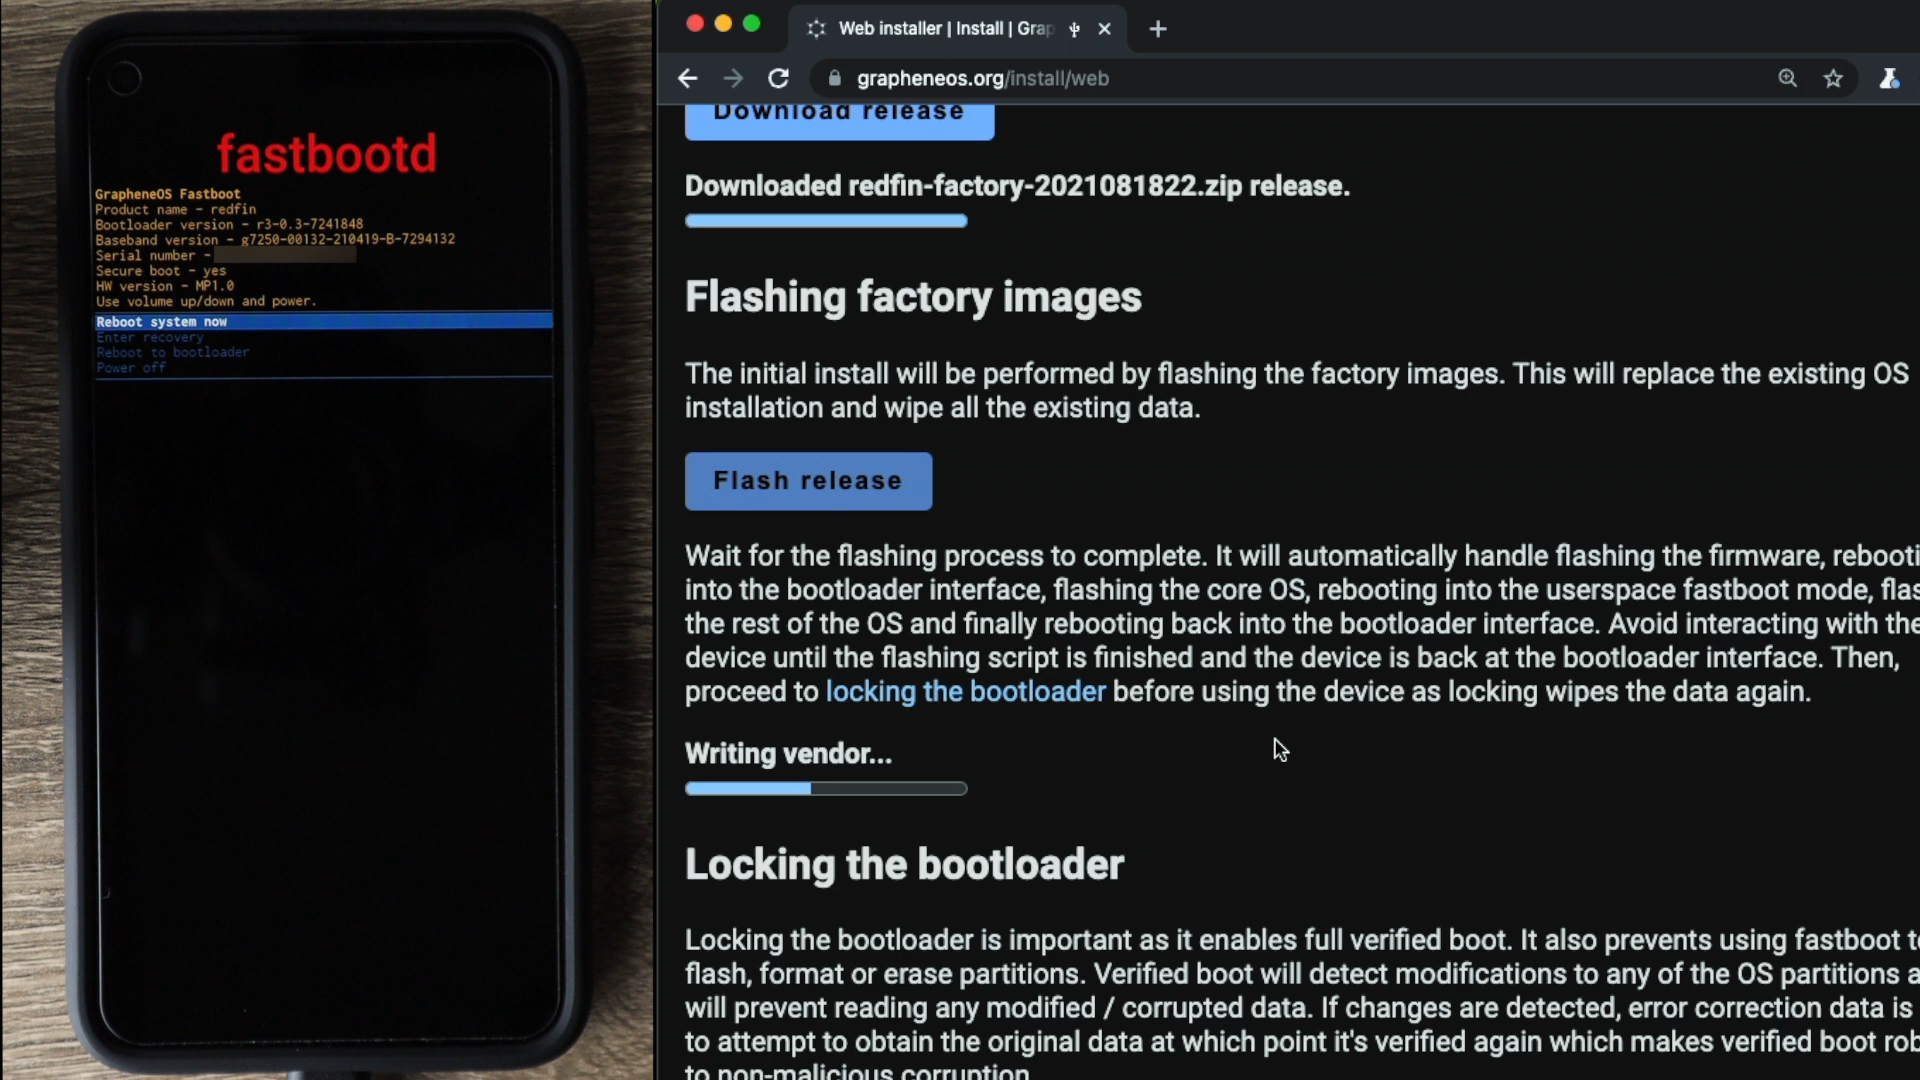 fastbootd
GrapheneOS Fastboot
Product name - redfin
Bootloader version - r3-0.3-7241848
Baseband version - g7250-00132-210419-B-7294132
Serial number -
Secure boot - yes
HW version - MP1.0
Use volume up/down and power.
Reboot system now
Enter recovery
Reboot to bootloader
Power off
Web installer | Install | Grap
grapheneos.org/install/web
Download release
Downloaded redfin-factory-2021081822.zip release.
Flashing factory images
The initial install will be performed by flashing the factory images. This will replace the existing OS
installation and wipe all the existing data.
Flash release
Wait for the flashing process to complete. It will automatically handle flashing the firmware, rebooti
into the bootloader interface, flashing the core OS, rebooting into the userspace fastboot mode, flas
the rest of the OS and finally rebooting back into the bootloader interface. Avoid interacting with the
device until the flashing script is finished and the device is back at the bootloader interface. Then,
proceed to locking the bootloader before using the device as locking wipes the data again.
Writing vendor...
Locking the bootloader
Locking the bootloader is important as it enables full verified boot. It also prevents using fastboot t
flash, format or erase partitions. Verified boot will detect modifications to any of the OS partitions a
will prevent reading any modified / corrupted data. If changes are detected, error correction data is
to attempt to obtain the original data at which point it's verified again which makes verified boot rob
to non-malicious corruption.